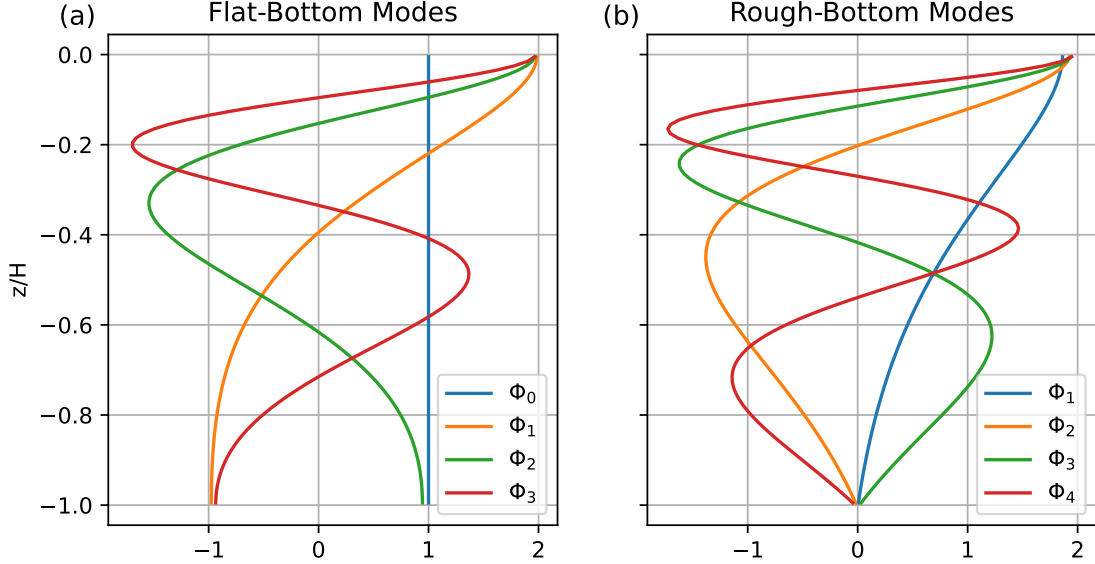 (a) Flat-Bottom Modes
(b) Rough-Bottom Modes
z/H
0.0
−0.2
−0.4
−0.6
−0.8
−1.0
−1 0 1 2
Φ0
Φ1
Φ2
Φ3
−1 0 1 2
Φ1
Φ2
Φ3
Φ4